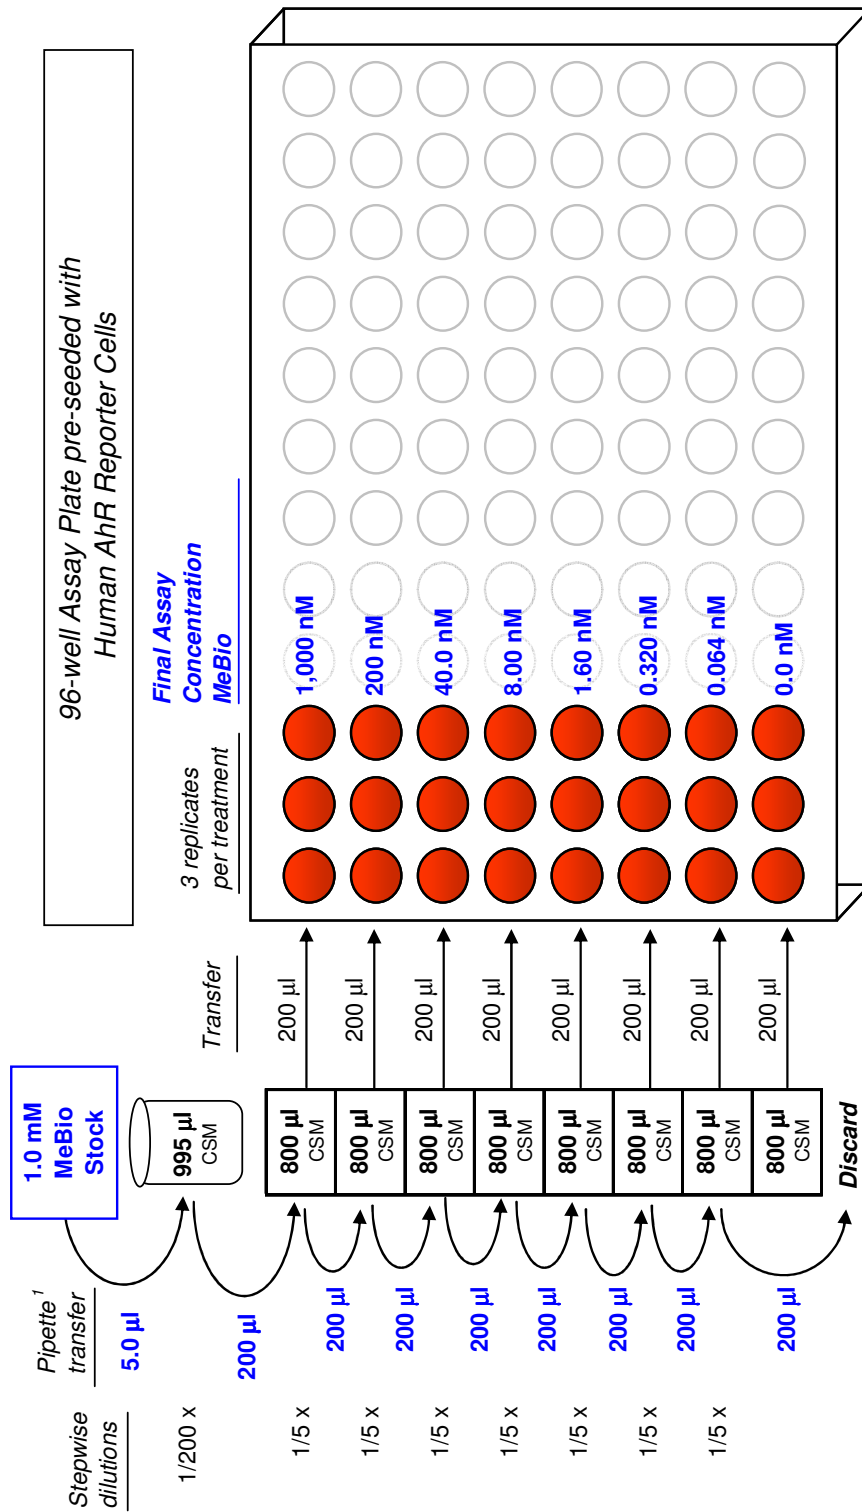 96-well Assay Plate pre-seeded with
Human AhR Reporter Cells
Stepwise
dilutions
Pipette 1
transfer
Transfer
3 replicates
per treatment
Final Assay
Concentration
MeBio
1.0 mM
MeBio
Stock
5.0 µl
1/200 x
995 µl
CSM
200 µl
1/5 x
800 µl
CSM
200 µl
1,000 nM
200 µl
1/5 x
800 µl
CSM
200 µl
200 nM
200 µl
1/5 x
800 µl
CSM
200 µl
40.0 nM
200 µl
1/5 x
800 µl
CSM
200 µl
8.00 nM
200 µl
1/5 x
800 µl
CSM
200 µl
1.60 nM
200 µl
1/5 x
800 µl
CSM
200 µl
0.320 nM
200 µl
1/5 x
800 µl
CSM
200 µl
0.064 nM
800 µl
CSM
200 µl
0.0 nM
200 µl
Discard